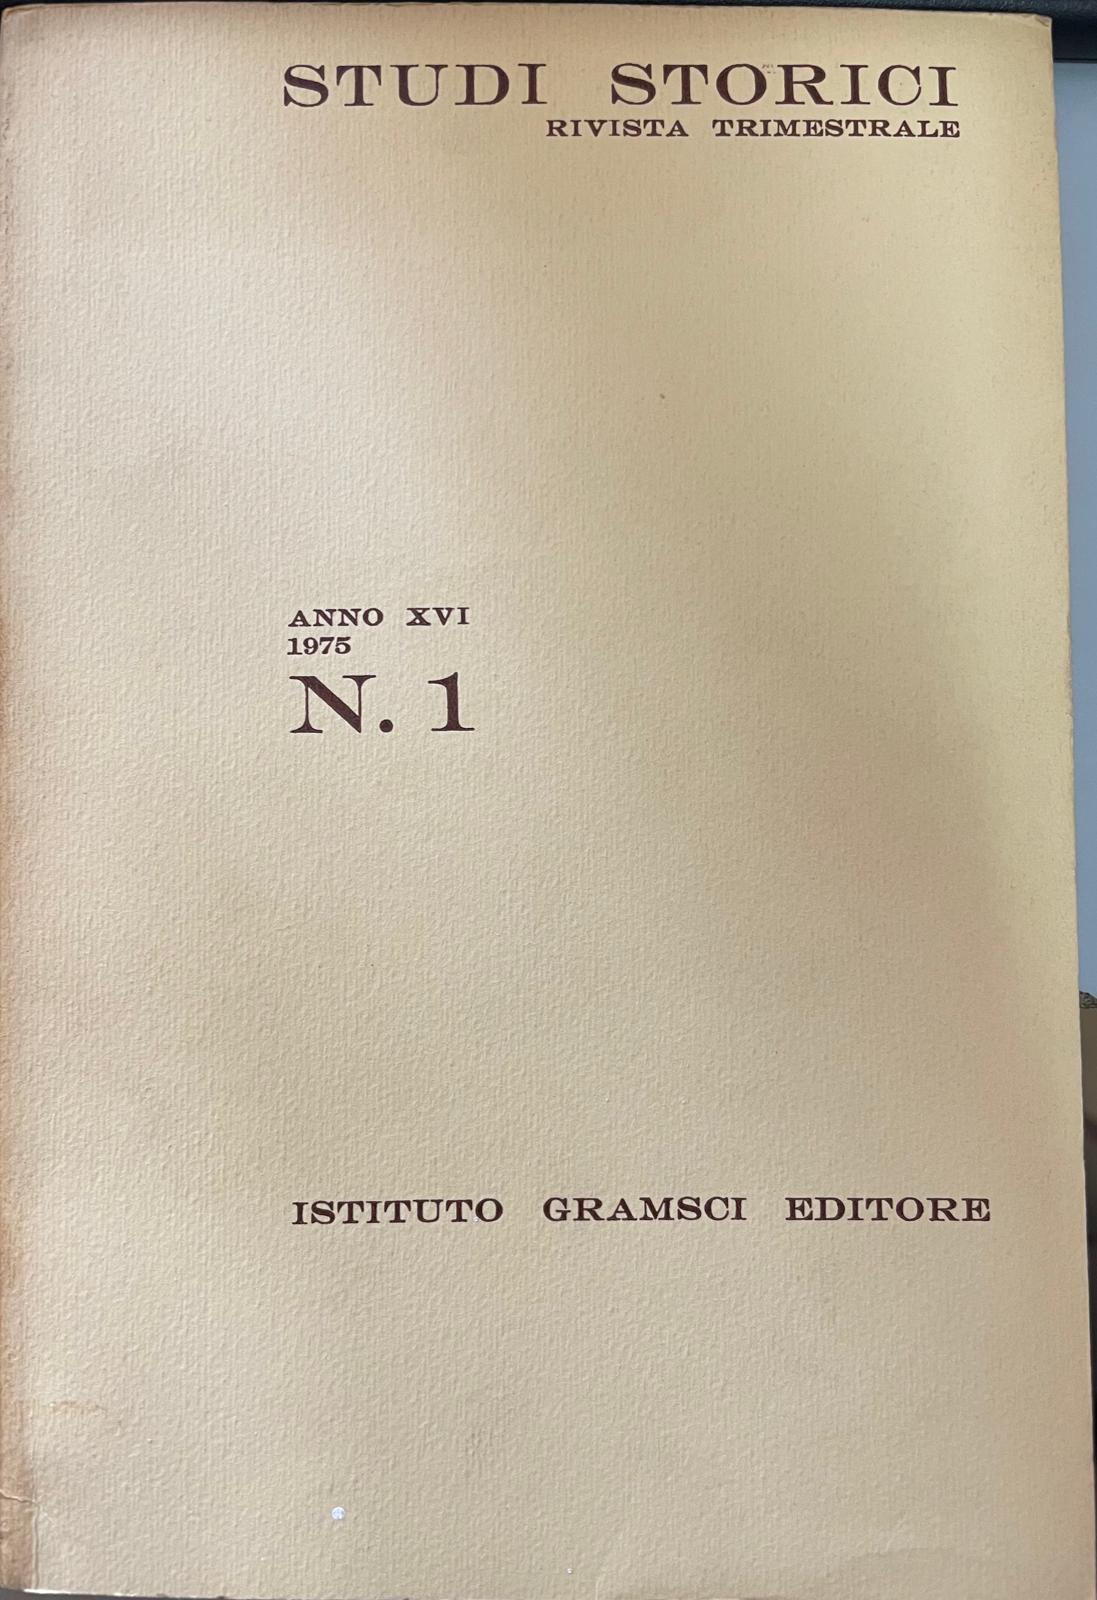 STUDI STORICI
RIVISTA TRIMESTRALE
ANNO XVI
1975
N. 1
ISTITUTO GRAMSCI EDITORE